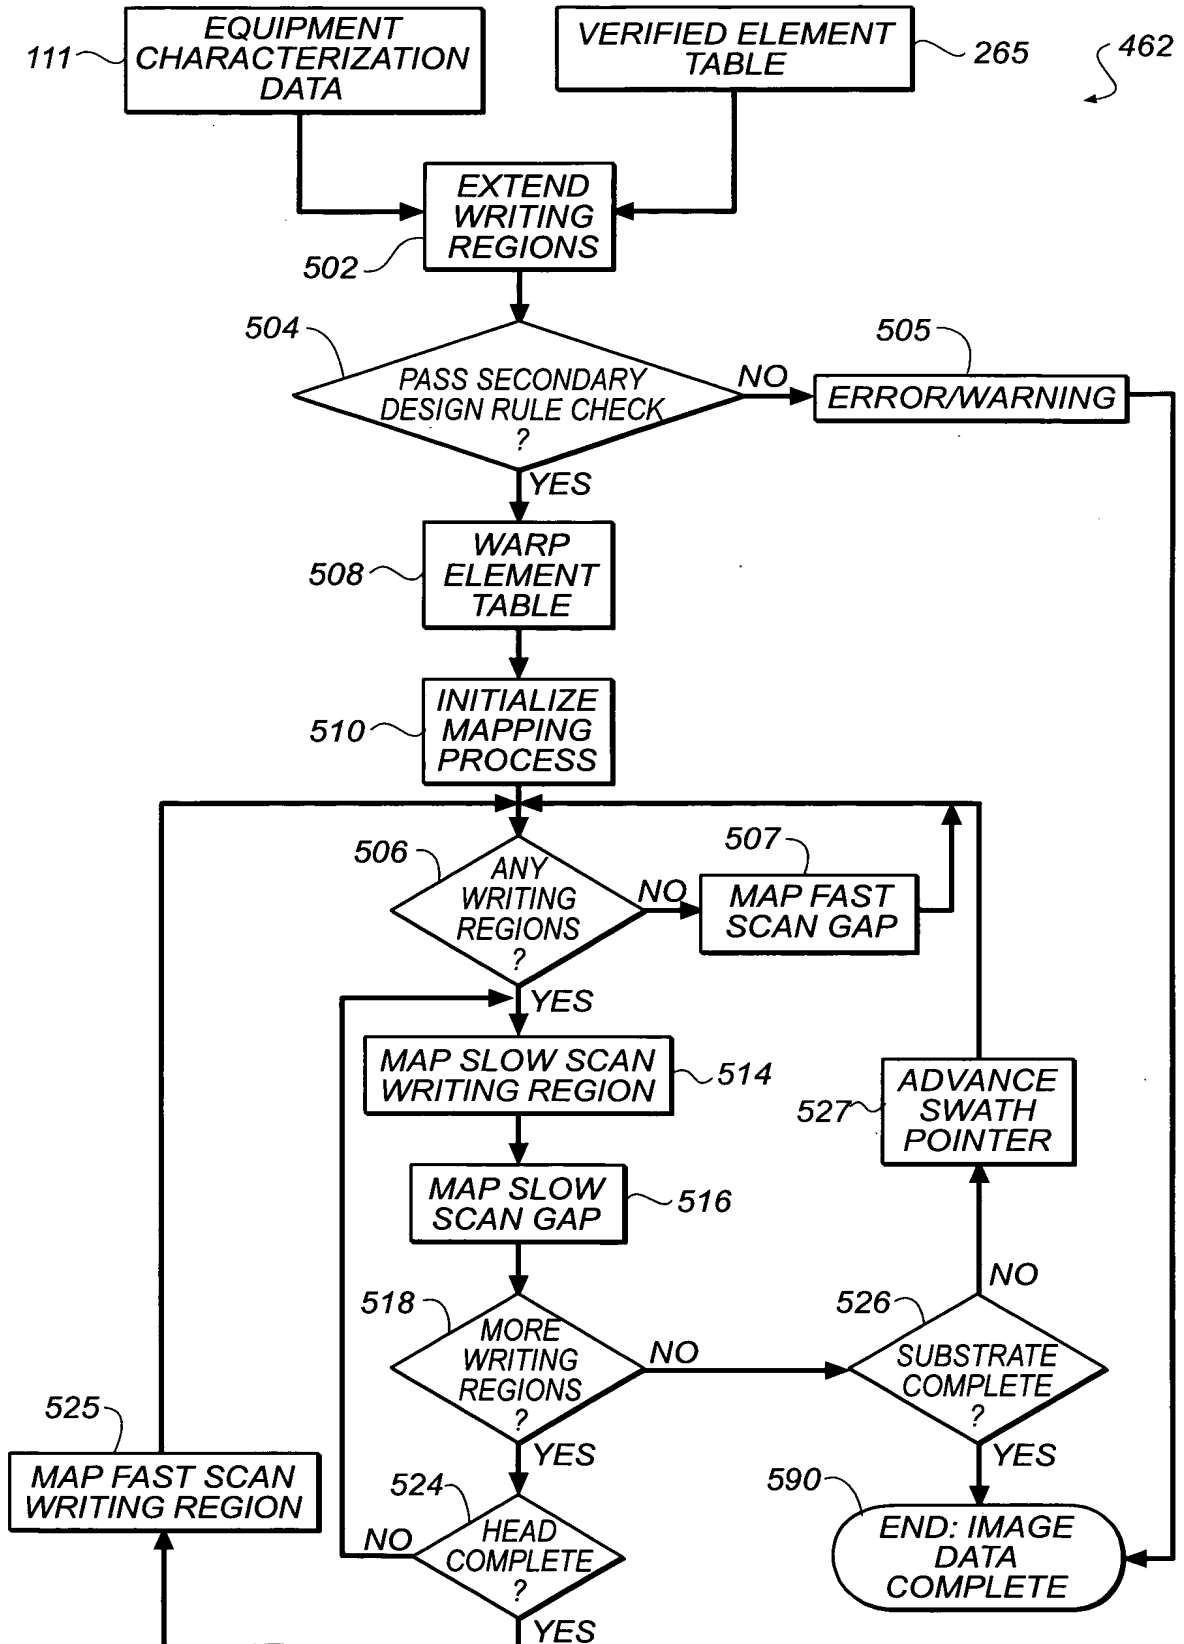 EQUIPMENT
CHARACTERIZATION
DATA
111
VERIFIED ELEMENT
TABLE
265
462
EXTEND
WRITING
REGIONS
502
504
PASS SECONDARY
DESIGN RULE CHECK
?
NO
505
ERROR/WARNING
YES
WARP
ELEMENT
TABLE
508
INITIALIZE
MAPPING
PROCESS
510
506
ANY
WRITING
REGIONS
?
NO
507
MAP FAST
SCAN GAP
YES
MAP SLOW SCAN
WRITING REGION
514
ADVANCE
SWATH
POINTER
527
MAP SLOW
SCAN GAP
516
NO
518
MORE
WRITING
REGIONS
?
NO
526
SUBSTRATE
COMPLETE
?
525
MAP FAST SCAN
WRITING REGION
YES
YES
524
HEAD
COMPLETE
?
NO
590
END: IMAGE
DATA
COMPLETE
YES